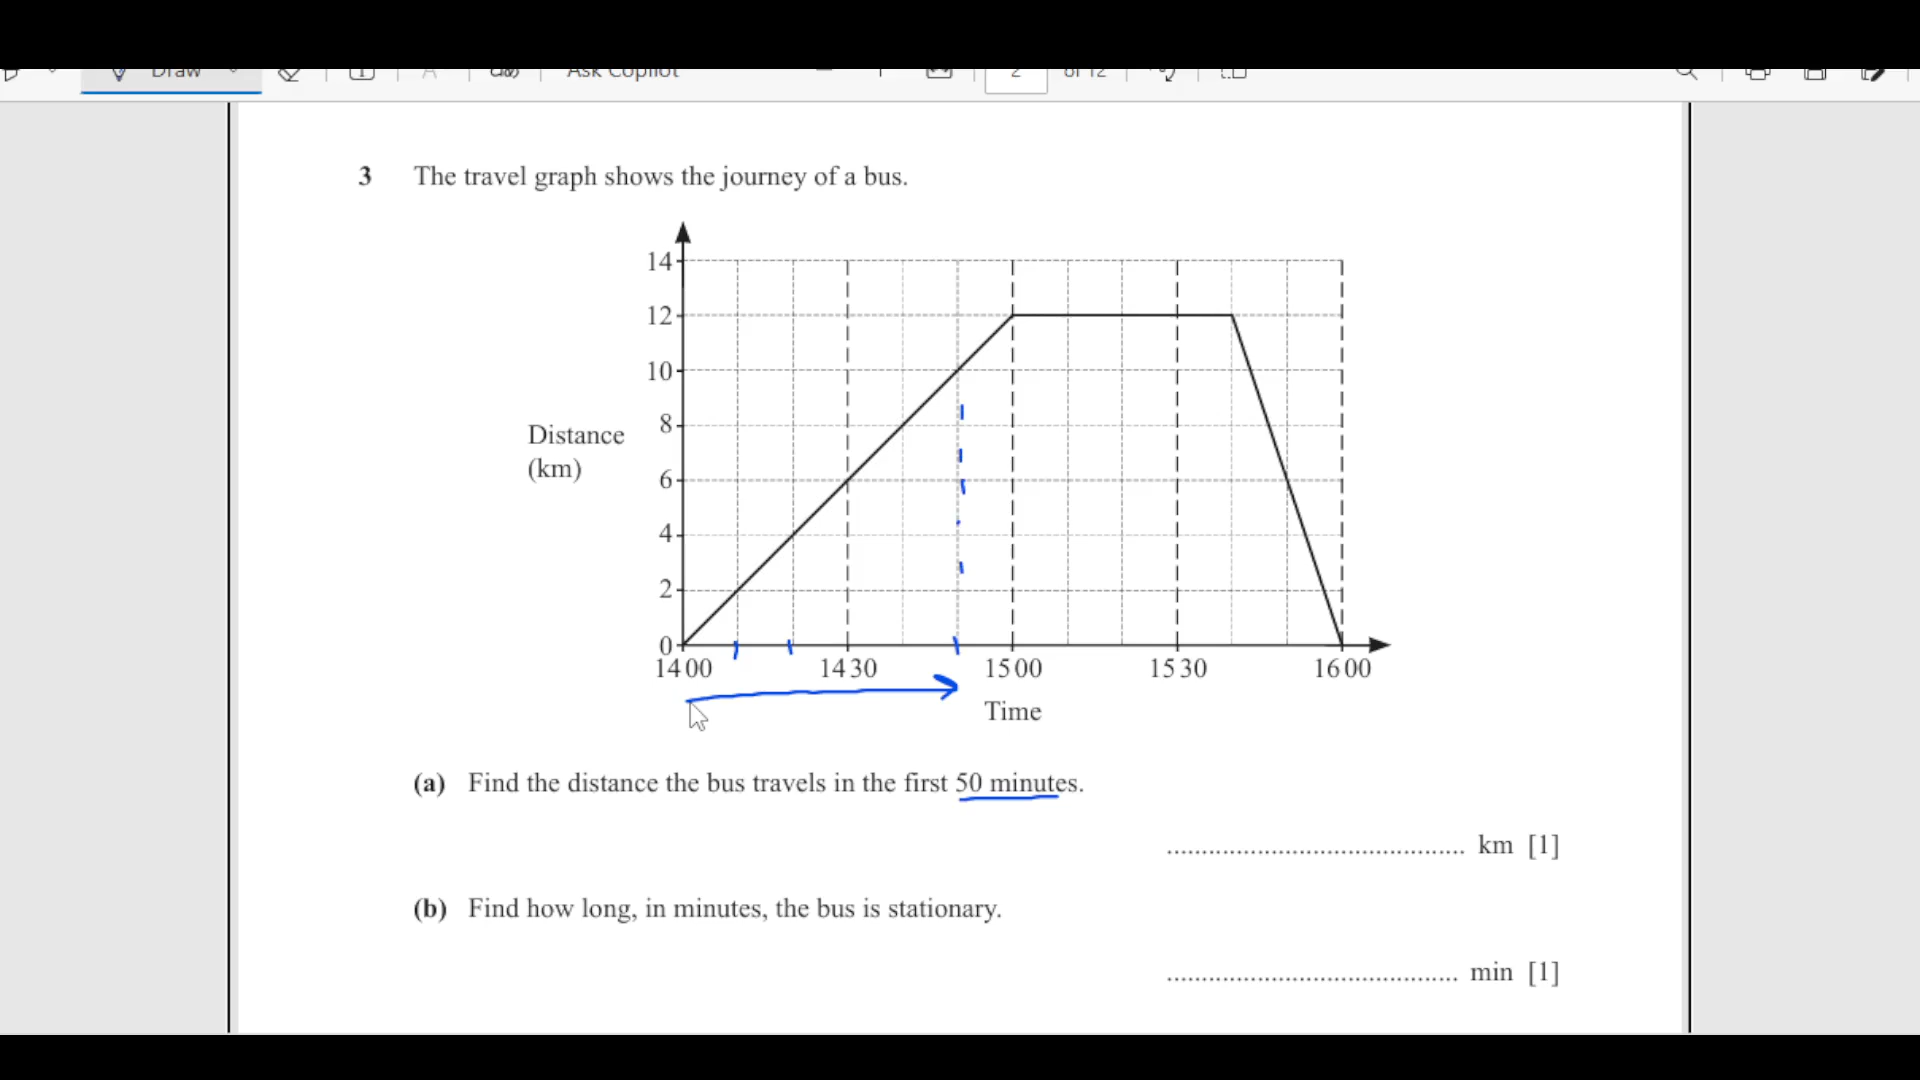 Draw
Ask Copilot
2 of 12
3 The travel graph shows the journey of a bus.
14
12
10
8
6
4
2
0
Distance
(km)
14 00 14 30 15 00 15 30 16 00
Time
(a) Find the distance the bus travels in the first 50 minutes.
.......................................... km [1]
(b) Find how long, in minutes, the bus is stationary.
......................................... min [1]